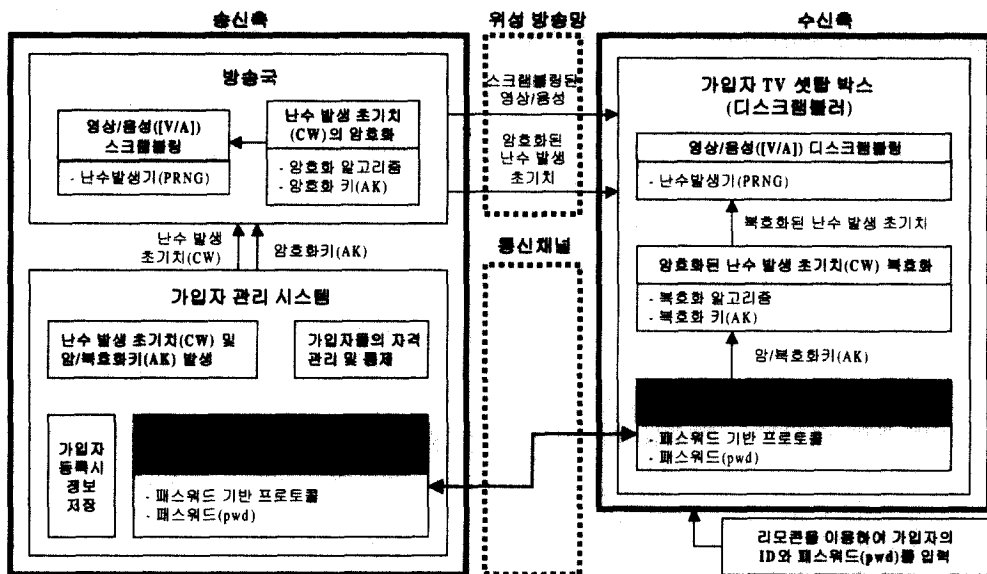 송신측
위성 방송망
수신측
방송국
영상/음성([V/A])
스크램블링
- 난수발생기(PRNG)
난수 발생 초기치
(CW)의 암호화
- 암호화 알고리즘
- 암호화 키(AK)
스크램블링된
영상/음성
암호화된
난수 발생
초기치
가입자 TV 셋탑 박스
(디스크램블러)
영상/음성([V/A]) 디스크램블링
- 난수발생기(PRNG)
복호화된 난수 발생 초기치
암호화된 난수 발생 초기치(CW) 복호화
- 복호화 알고리즘
- 복호화 키(AK)
암/복호화키(AK)
- 패스워드 기반 프로토콜
- 패스워드(pwd)
난수 발생
초기치(CW)
암호화키(AK)
통신채널
가입자 관리 시스템
난수 발생 초기치(CW) 및
암/복호화키(AK) 발생
가입자들의 자격
관리 및 통제
가입자
등록시
정보
저장
- 패스워드 기반 프로토콜
- 패스워드(pwd)
리모콘을 이용하여 가입자의
ID와 패스워드(pwd)를 입력